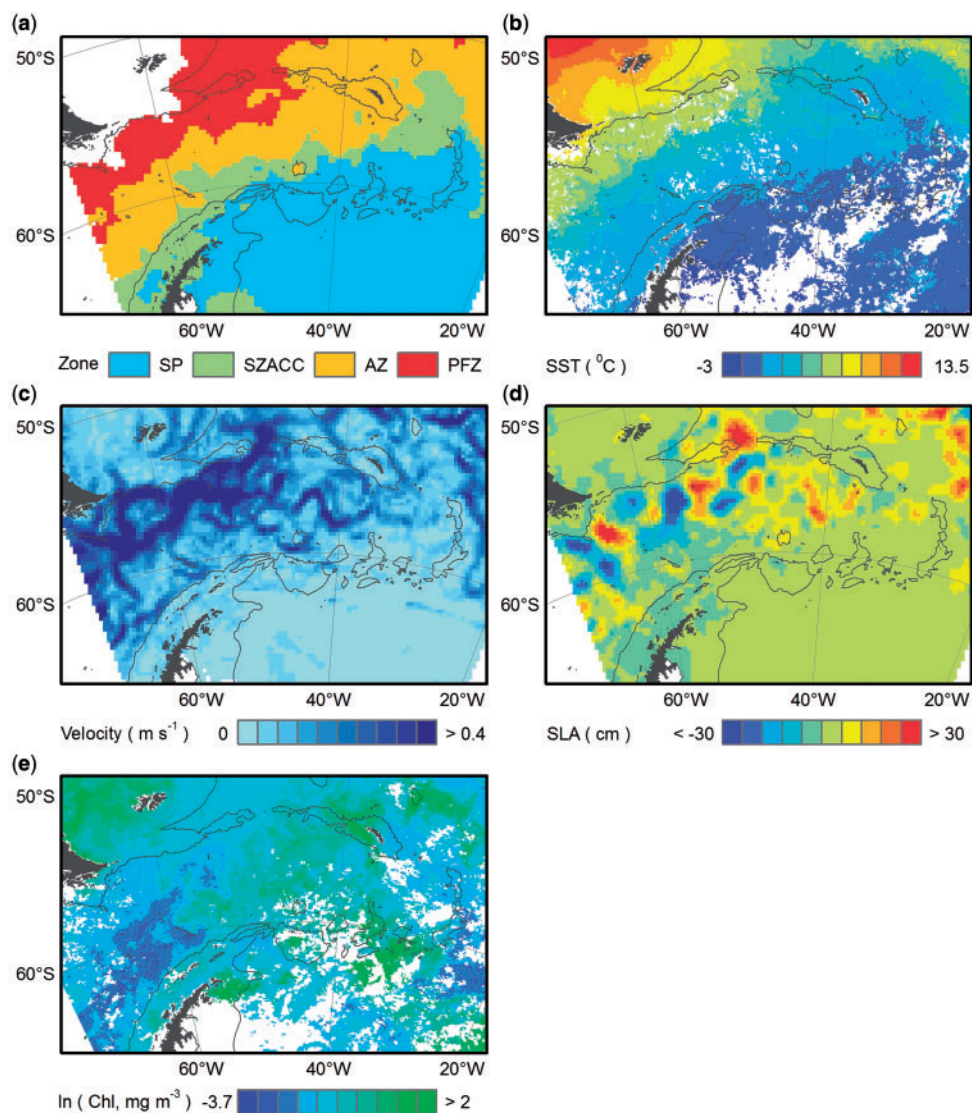 (a) (b)
50°S 50°S
60°S 60°S
60°W 40°W 20°W 60°W 40°W 20°W
Zone SP SZACC AZ PFZ SST ( ⁰C) -3 13.5
(c) (d)
50°S 50°S
60°S 60°S
60°W 40°W 20°W 60°W 40°W 20°W
Velocity ( m s⁻¹) 0 > 0.4 SLA ( cm) < -30 > 30
(e)
50°S
60°S
60°W 40°W 20°W
ln ( Chl, mg m⁻³) -3.7 > 2